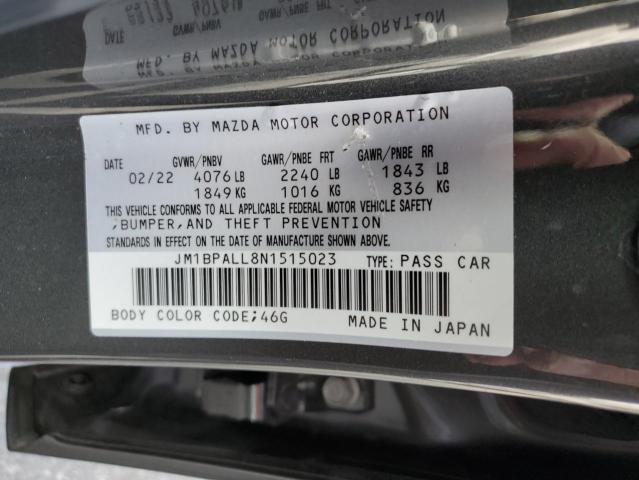 MFD. BY MAZDA MOTOR CORPORATION
DATE GVWR/PNBV GAWR/PNBE FRT GAWR/PNBE RR
02/22 4076 LB 2240 LB 1843 LB
1849 KG 1016 KG 836 KG
THIS VEHICLE CONFORMS TO ALL APPLICABLE FEDERAL MOTOR VEHICLE SAFETY
,BUMPER,AND THEFT PREVENTION
STANDARDS IN EFFECT ON THE DATE OF MANUFACTURE SHOWN ABOVE.
JM1BPALL8N1515023 TYPE: PASS CAR
BODY COLOR CODE;46G MADE IN JAPAN